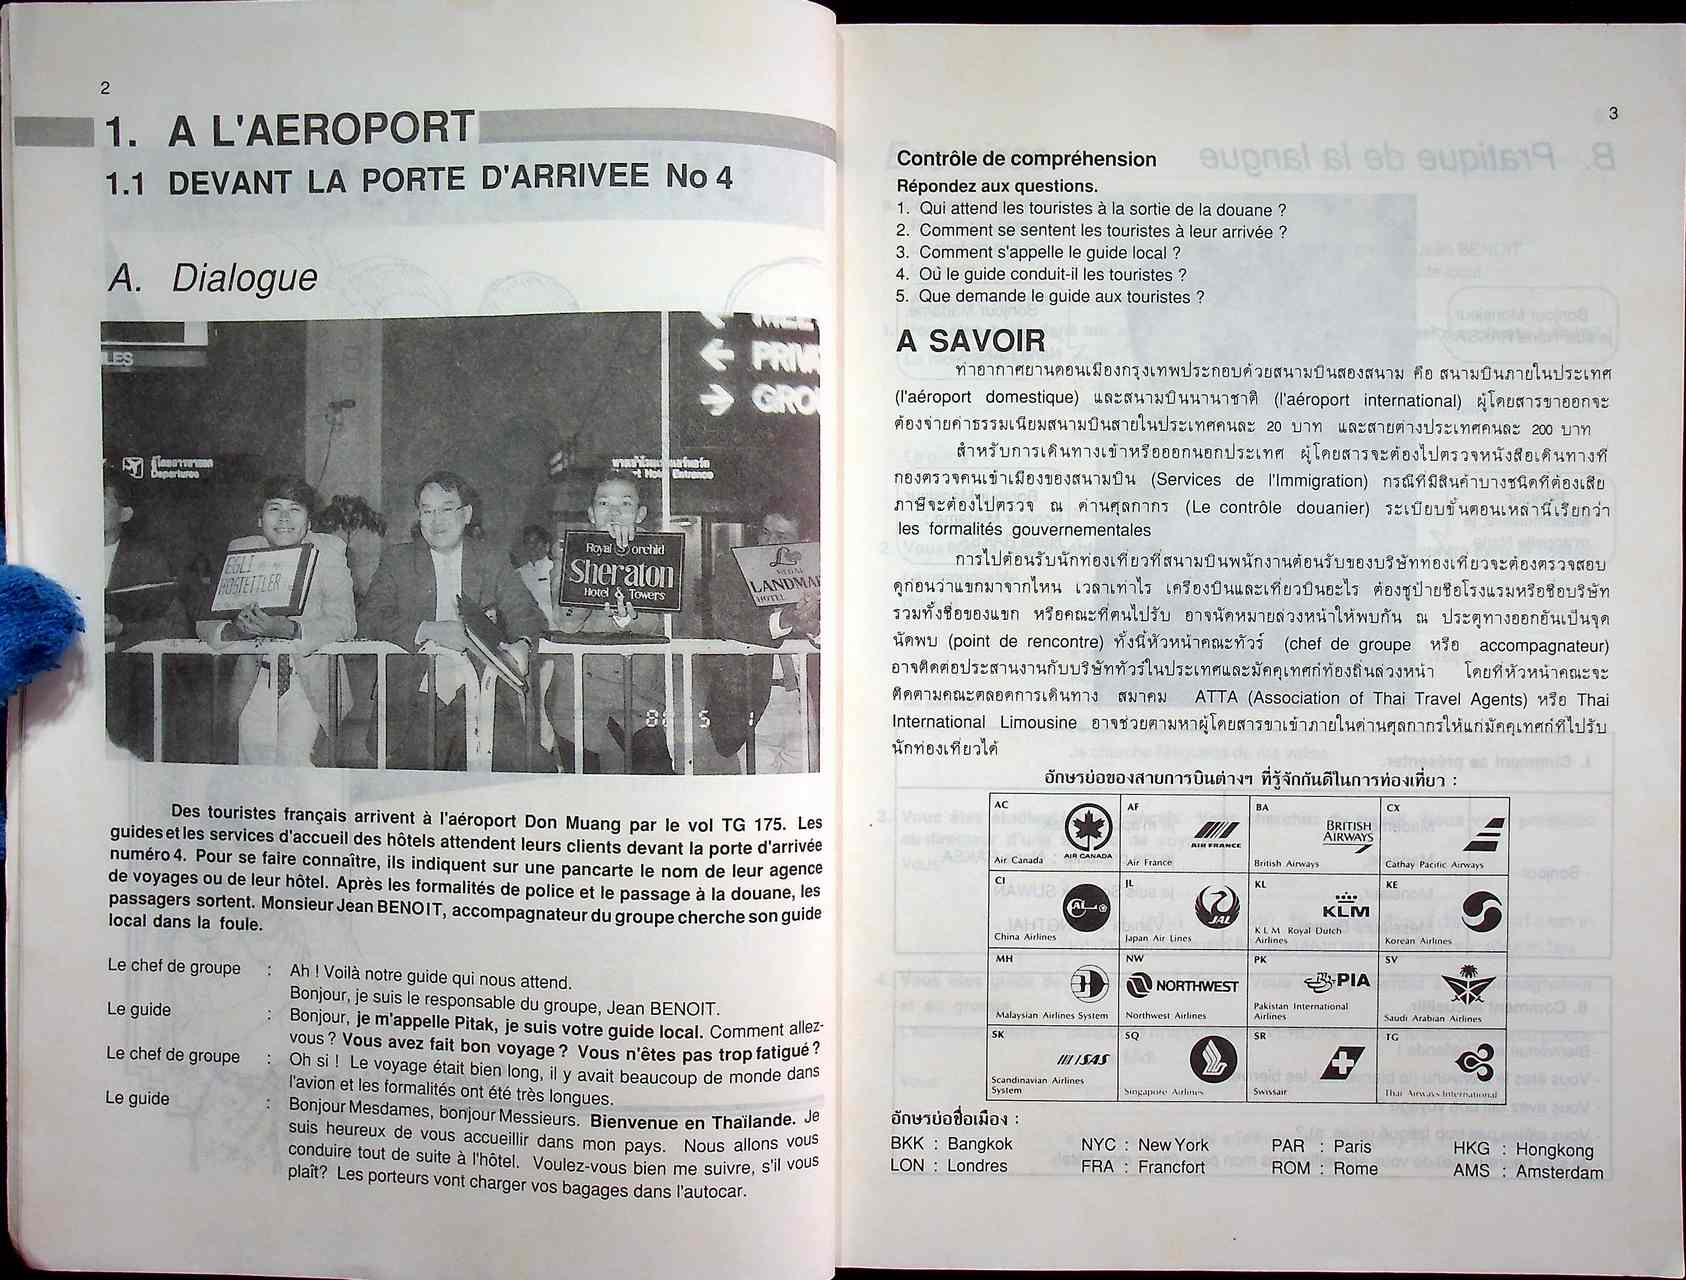 2
1. A L'AEROPORT
1.1 DEVANT LA PORTE D'ARRIVEE No 4
A. Dialogue
LES
PRIV
GRO
ผู้โดยสารขาออก
Departures
EGLI
HOSTETTLER
Royal Orchid
Sheraton
Hotel & Towers
REGAL
LANDMA
HOTEL
Des touristes français arrivent à l'aéroport Don Muang par le vol TG 175. Les
guides et les services d'accueil des hôtels attendent leurs clients devant la porte d'arrivée
numéro 4. Pour se faire connaître, ils indiquent sur une pancarte le nom de leur agence
de voyages ou de leur hôtel. Après les formalités de police et le passage à la douane, les
passagers sortent. Monsieur Jean BENOIT, accompagnateur du groupe cherche son guide
local dans la foule.
Le chef de groupe : Ah ! Voilà notre guide qui nous attend.
Bonjour, je suis le responsable du groupe, Jean BENOIT.
Le guide : Bonjour, je m'appelle Pitak, je suis votre guide local. Comment allez-
vous ? Vous avez fait bon voyage ? Vous n'êtes pas trop fatigué ?
Le chef de groupe : Oh si ! Le voyage était bien long, il y avait beaucoup de monde dans
l'avion et les formalités ont été très longues.
Le guide : Bonjour Mesdames, bonjour Messieurs. Bienvenue en Thaïlande. Je
suis heureux de vous accueillir dans mon pays. Nous allons vous
conduire tout de suite à l'hôtel. Voulez-vous bien me suivre, s'il vous
plaît? Les porteurs vont charger vos bagages dans l'autocar.
3
Contrôle de compréhension
Répondez aux questions.
1. Qui attend les touristes à la sortie de la douane ?
2. Comment se sentent les touristes à leur arrivée ?
3. Comment s'appelle le guide local ?
4. Où le guide conduit-il les touristes ?
5. Que demande le guide aux touristes ?
A SAVOIR
ท่าอากาศยานดอนเมืองกรุงเทพประกอบด้วยสนามบินสองสนาม คือ สนามบินภายในประเทศ
(l'aéroport domestique) และสนามบินนานาชาติ (l'aéroport international) ผู้โดยสารขาออกจะ
ต้องจ่ายค่าธรรมเนียมสนามบินสายในประเทศคนละ 20 บาท และสายต่างประเทศคนละ 200 บาท
สำหรับการเดินทางเข้าหรือออกนอกประเทศ ผู้โดยสารจะต้องไปตรวจหนังสือเดินทางที่
กองตรวจคนเข้าเมืองของสนามบิน (Services de l'Immigration) กรณีที่มีสินค้าบางชนิดที่ต้องเสีย
ภาษีจะต้องไปตรวจ ณ ด่านศุลกากร (Le contrôle douanier) ระเบียบขั้นตอนเหล่านี้เรียกว่า
les formalités gouvernementales
การไปต้อนรับนักท่องเที่ยวที่สนามบินพนักงานต้อนรับของบริษัทท่องเที่ยวจะต้องตรวจสอบ
ดูก่อนว่าแขกมาจากไหน เวลาเท่าไร เครื่องบินและเที่ยวบินอะไร ต้องชูป้ายชื่อโรงแรมหรือชื่อบริษัท
รวมทั้งชื่อของแขก หรือคณะที่ตนไปรับ อาจนัดหมายล่วงหน้าให้พบกัน ณ ประตูทางออกอันเป็นจุด
นัดพบ (point de rencontre) ทั้งนี้หัวหน้าคณะทัวร์ (chef de groupe หรือ accompagnateur)
อาจติดต่อประสานงานกับบริษัททัวร์ในประเทศและมัคคุเทศก์ท้องถิ่นล่วงหน้า โดยที่หัวหน้าคณะจะ
ติดตามคณะตลอดการเดินทาง สมาคม ATTA (Association of Thai Travel Agents) หรือ Thai
International Limousine อาจช่วยตามหาผู้โดยสารขาเข้าภายในด่านศุลกากรให้แก่มัคคุเทศก์ที่ไปรับ
นักท่องเที่ยวได้
อักษรย่อของสายการบินต่างๆ ที่รู้จักกันดีในการท่องเที่ยว :
AC AIR CANADA Air Canada
AF AIR FRANCE Air France
BA BRITISH AIRWAYS British Airways
CX Cathay Pacific Airways
CI CAL China Airlines
JL JAL Japan Air Lines
KL KLM K L M Royal Dutch Airlines
KE Korean Airlines
MH Malaysian Airlines System
NW NORTHWEST Northwest Airlines
PK PIA Pakistan International Airlines
SV Saudi Arabian Airlines
SK SAS Scandinavian Airlines System
SQ Singapore Airlines
SR Swissair
TG Thai Airways International
อักษรย่อชื่อเมือง :
BKK : Bangkok NYC : New York PAR : Paris HKG : Hongkong
LON : Londres FRA : Francfort ROM : Rome AMS : Amsterdam